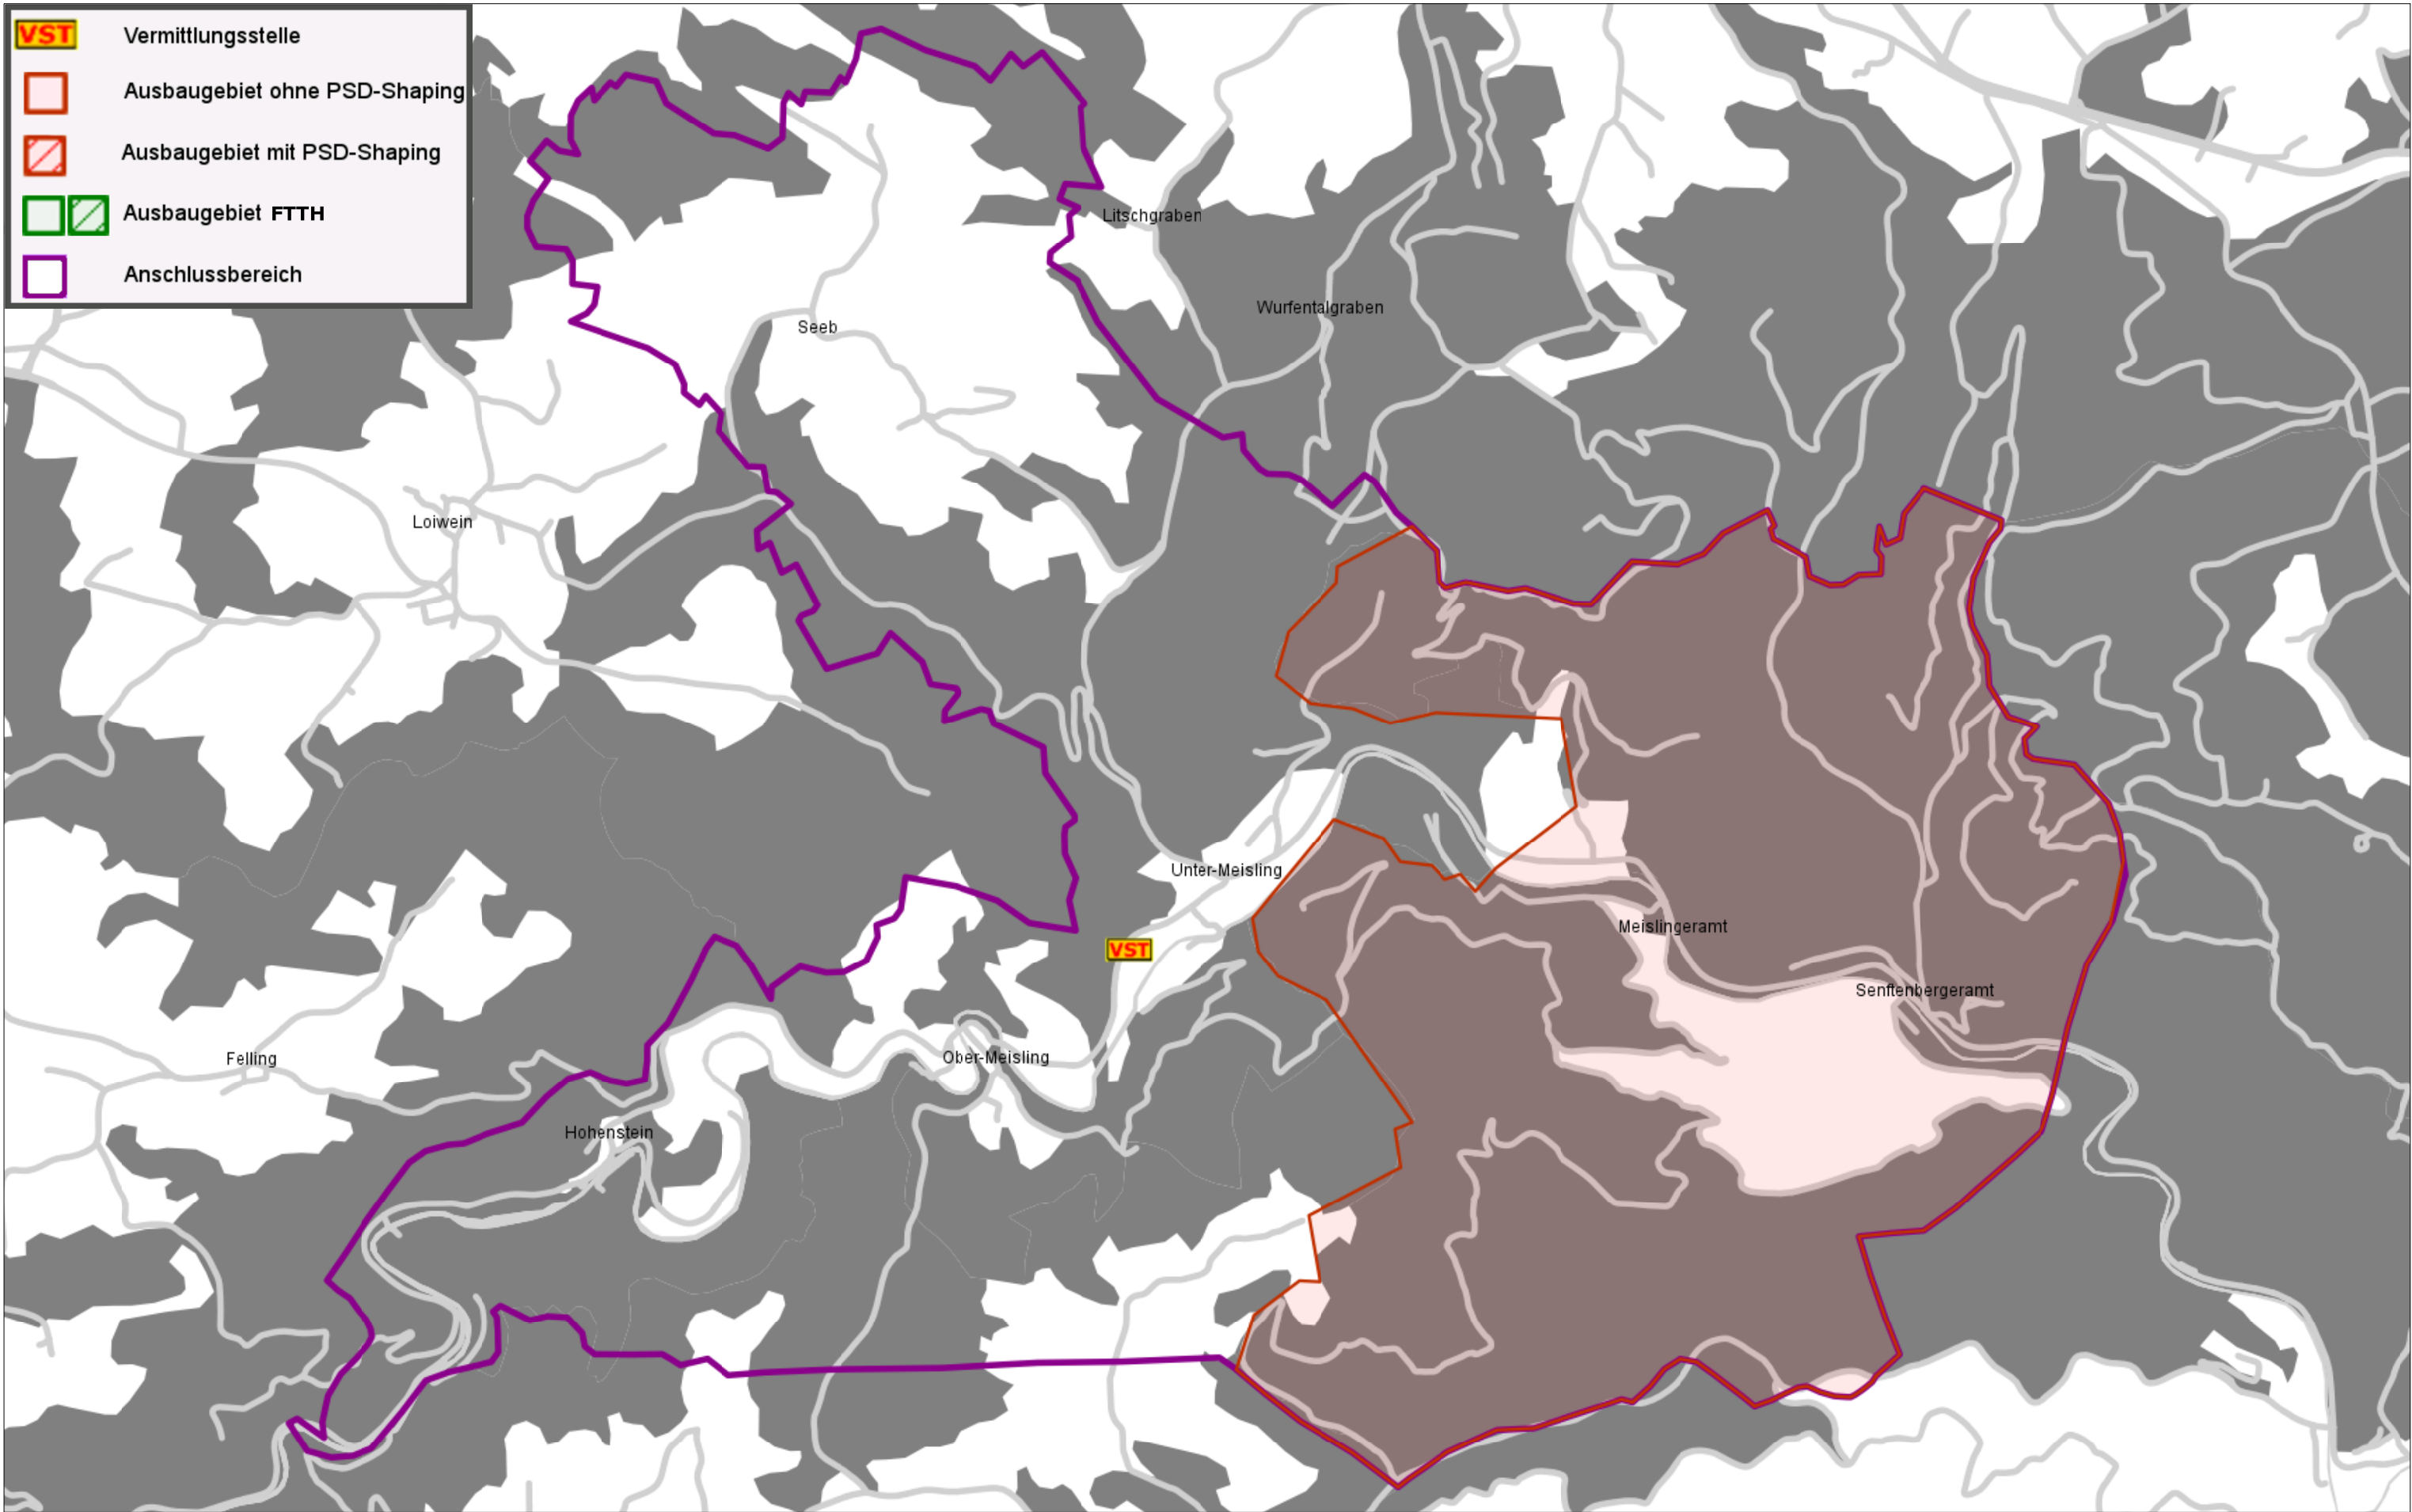 VST Vermittlungsstelle
Ausbaugebiet ohne PSD-Shaping
Ausbaugebiet mit PSD-Shaping
Ausbaugebiet FTTH
Anschlussbereich
Litschgraben
Wurfentalgraben
Seeb
Loiwein
Unter-Meisling
Meislingeramt
VST
Senftenbergeramt
Ober-Meisling
Felling
Hohenstein